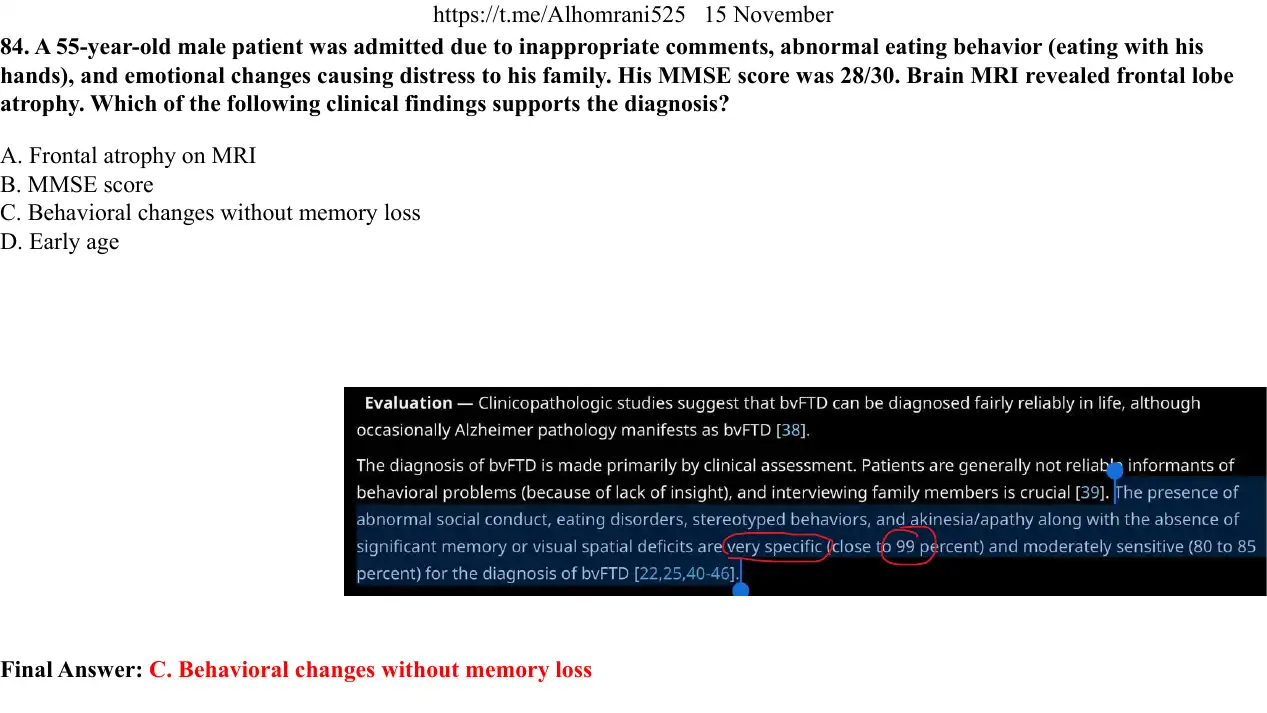 https://t.me/Alhomrani525 15 November
84. A 55-year-old male patient was admitted due to inappropriate comments, abnormal eating behavior (eating with his
hands), and emotional changes causing distress to his family. His MMSE score was 28/30. Brain MRI revealed frontal lobe
atrophy. Which of the following clinical findings supports the diagnosis?
A. Frontal atrophy on MRI
B. MMSE score
C. Behavioral changes without memory loss
D. Early age
Evaluation — Clinicopathologic studies suggest that bvFTD can be diagnosed fairly reliably in life, although
occasionally Alzheimer pathology manifests as bvFTD [38].
The diagnosis of bvFTD is made primarily by clinical assessment. Patients are generally not reliable informants of
behavioral problems (because of lack of insight), and interviewing family members is crucial [39]. The presence of
abnormal social conduct, eating disorders, stereotyped behaviors, and akinesia/apathy along with the absence of
significant memory or visual spatial deficits are very specific (close to 99 percent) and moderately sensitive (80 to 85
percent) for the diagnosis of bvFTD [22,25,40-46].
Final Answer: C. Behavioral changes without memory loss